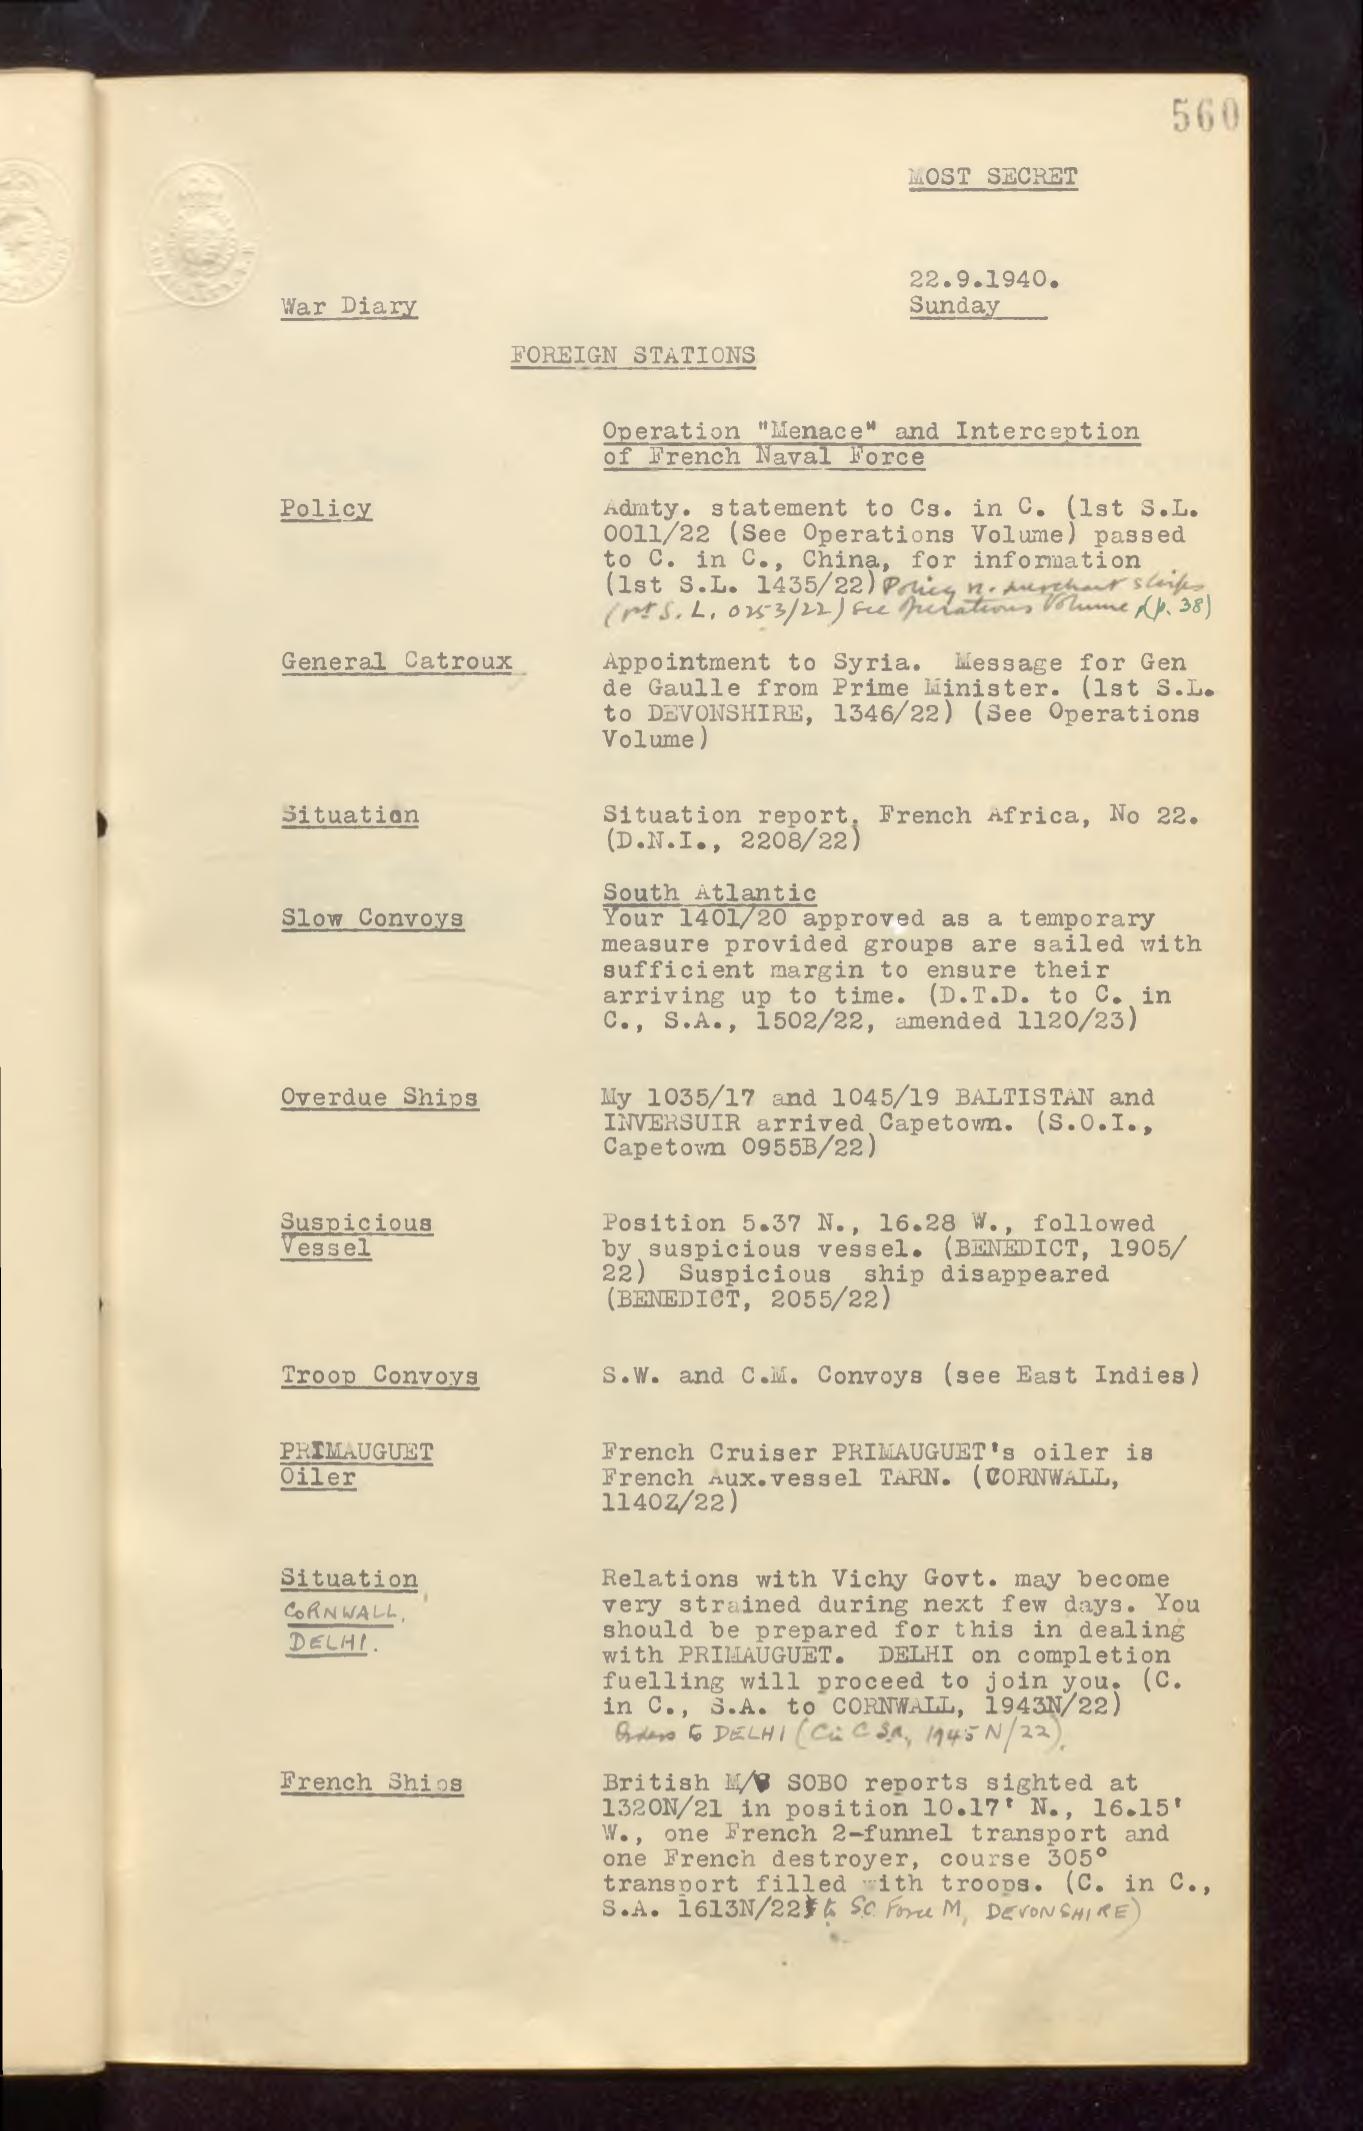 560
MOST SECRET
22.9.1940.
War Diary Sunday
FOREIGN STATIONS
Operation "Menace" and Interception
of French Naval Force
Policy Admty. statement to Cs. in C. (1st S.L.
0011/22 (See Operations Volume) passed
to C. in C., China, for information
(1st S.L. 1435/22) Policy r. merchant ships
(1st S.L. 0253/22) See Operations Volume (p. 38)
General Catroux Appointment to Syria. Message for Gen
de Gaulle from Prime Minister. (1st S.L.
to DEVONSHIRE, 1346/22) (See Operations
Volume)
Situation Situation report, French Africa, No 22.
(D.N.I., 2208/22)
South Atlantic
Slow Convoys Your 1401/20 approved as a temporary
measure provided groups are sailed with
sufficient margin to ensure their
arriving up to time. (D.T.D. to C. in
C., S.A., 1502/22, amended 1120/23)
Overdue Ships My 1035/17 and 1045/19 BALTISTAN and
INVERSUIR arrived Capetown. (S.O.I.,
Capetown 0955B/22)
Suspicious Position 5.37 N., 16.28 W., followed
Vessel by suspicious vessel. (BENEDICT, 1905/
22) Suspicious ship disappeared
(BENEDICT, 2055/22)
Troop Convoys S.W. and C.M. Convoys (see East Indies)
PRIMAUGUET French Cruiser PRIMAUGUET's oiler is
Oiler French Aux.vessel TARN. (CORNWALL,
1140Z/22)
Situation Relations with Vichy Govt. may become
CORNWALL, very strained during next few days. You
DELHI. should be prepared for this in dealing
with PRIMAUGUET. DELHI on completion
fuelling will proceed to join you. (C.
in C., S.A. to CORNWALL, 1943N/22)
Orders to DELHI (C in C S.A., 1945 N/22).
French Ships British M/V SOBO reports sighted at
1320N/21 in position 10.17' N., 16.15'
W., one French 2-funnel transport and
one French destroyer, course 305°
transport filled with troops. (C. in C.,
S.A. 1613N/22 to S.O. Force M, DEVONSHIRE)